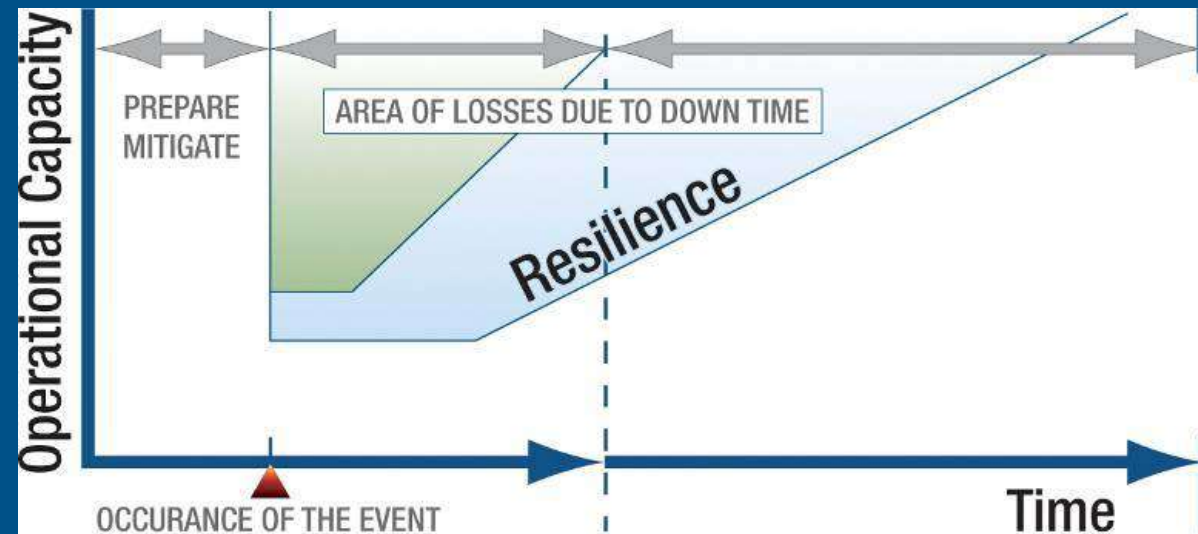 Operational Capacity
PREPARE
MITIGATE
AREA OF LOSSES DUE TO DOWN TIME
Resilience
OCCURANCE OF THE EVENT
Time